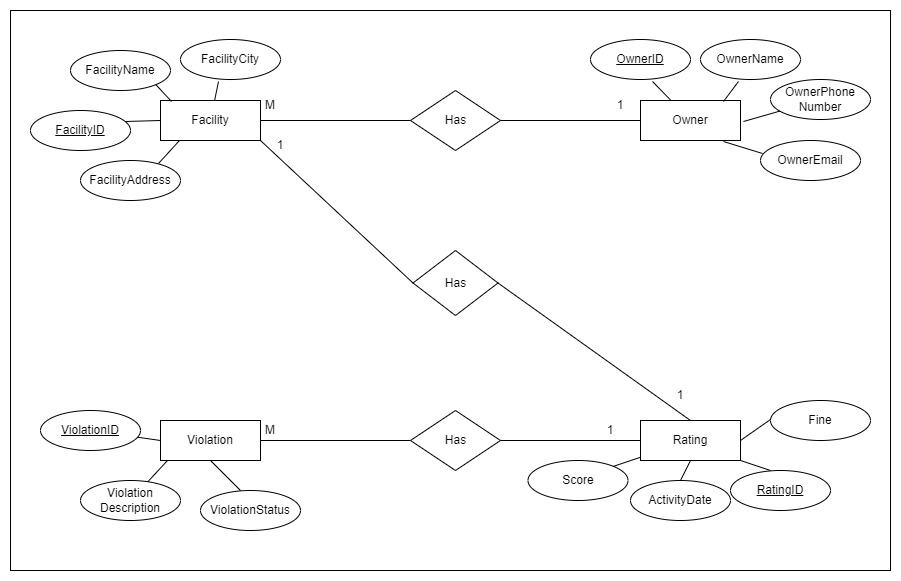 FacilityCity
OwnerID
OwnerName
FacilityName
OwnerPhone
Number
M
1
FacilityID
Facility
Has
Owner
1
OwnerEmail
FacilityAddress
Has
1
Fine
ViolationID
M
1
Violation
Has
Rating
Score
Violation
Description
ViolationStatus
ActivityDate
RatingID